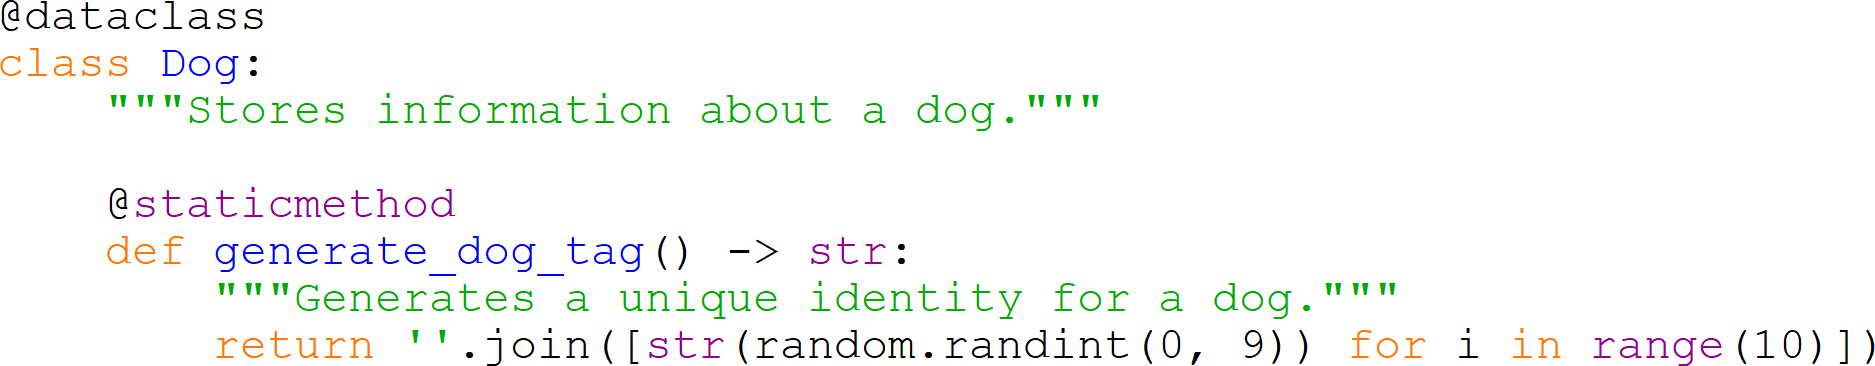 @dataclass
class Dog:
    """Stores information about a dog."""

    @staticmethod
    def generate_dog_tag() -> str:
        """Generates a unique identity for a dog."""
        return ''.join([str(random.randint(0, 9)) for i in range(10)])